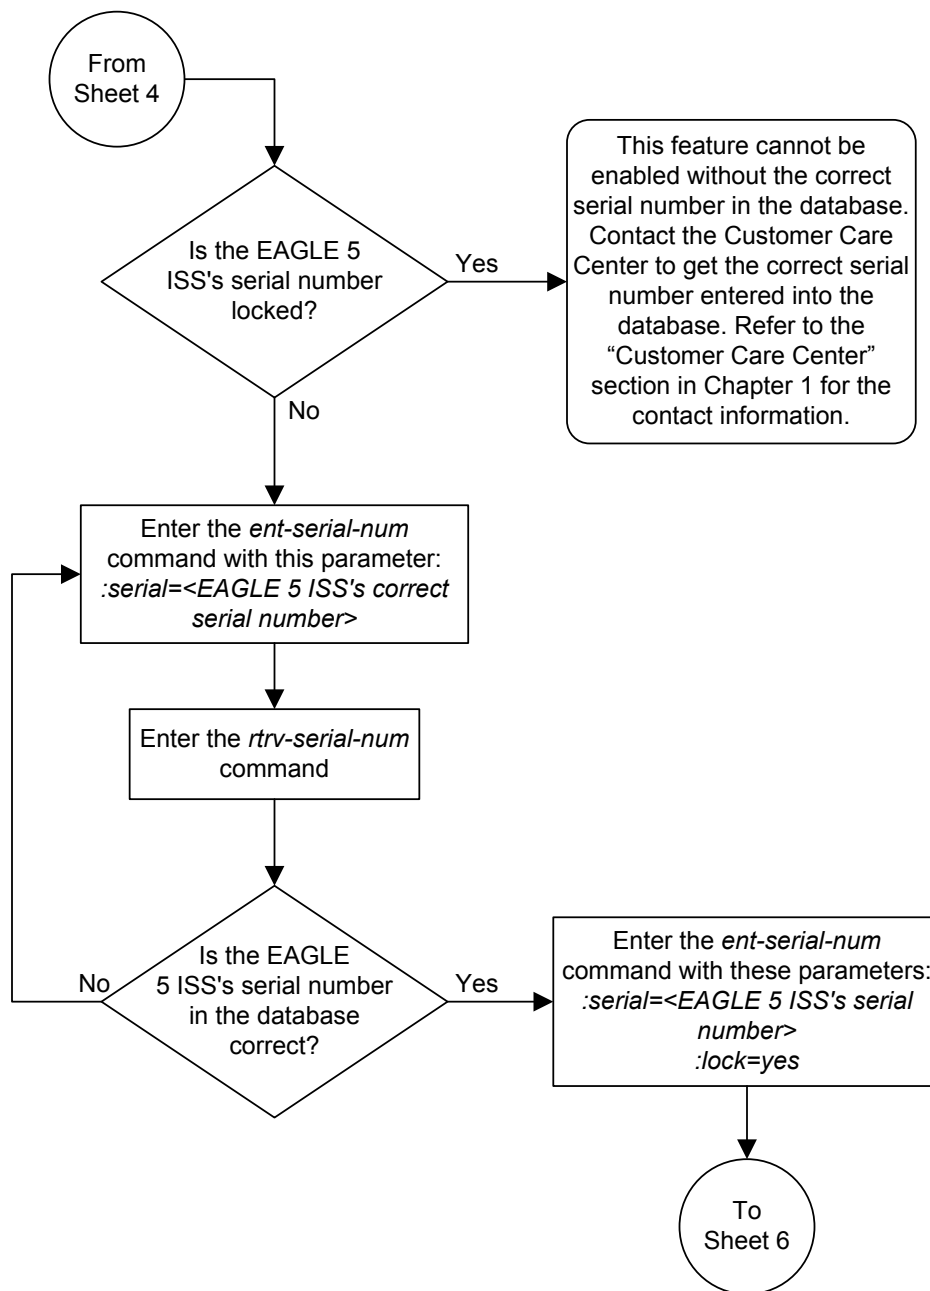 From
Sheet 4
Is the EAGLE 5
ISS's serial number
locked?
Yes
This feature cannot be
enabled without the correct
serial number in the database.
Contact the Customer Care
Center to get the correct serial
number entered into the
database. Refer to the
“Customer Care Center”
section in Chapter 1 for the
contact information.
No
Enter the ent-serial-num
command with this parameter:
:serial=<EAGLE 5 ISS's correct
serial number>
Enter the rtrv-serial-num
command
Is the EAGLE
5 ISS's serial number
in the database
correct?
No
Yes
Enter the ent-serial-num
command with these parameters:
:serial=<EAGLE 5 ISS's serial
number>
:lock=yes
To
Sheet 6